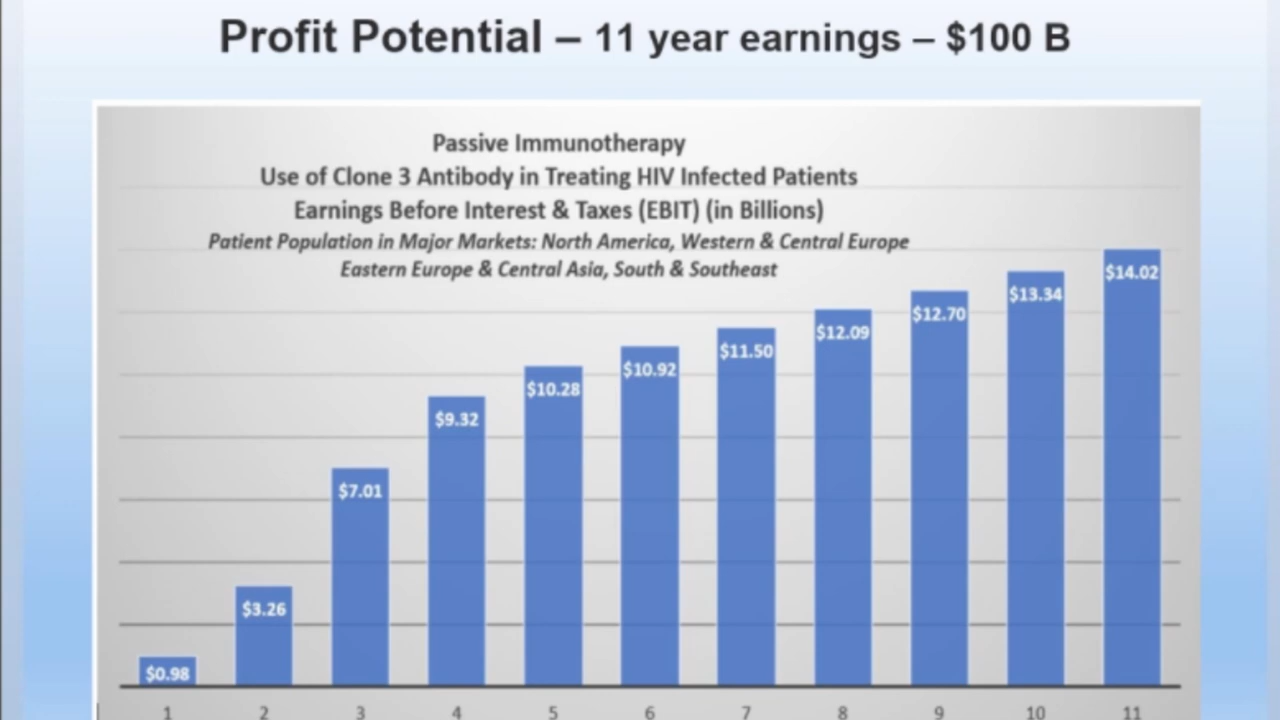 Profit Potential – 11 year earnings – $100 B
Passive Immunotherapy
Use of Clone 3 Antibody in Treating HIV Infected Patients
Earnings Before Interest & Taxes (EBIT) (in Billions)
Patient Population in Major Markets: North America, Western & Central Europe
Eastern Europe & Central Asia, South & Southeast
$0.98
$3.26
$7.01
$9.32
$10.28
$10.92
$11.50
$12.09
$12.70
$13.34
$14.02
1 2 3 4 5 6 7 8 9 10 11